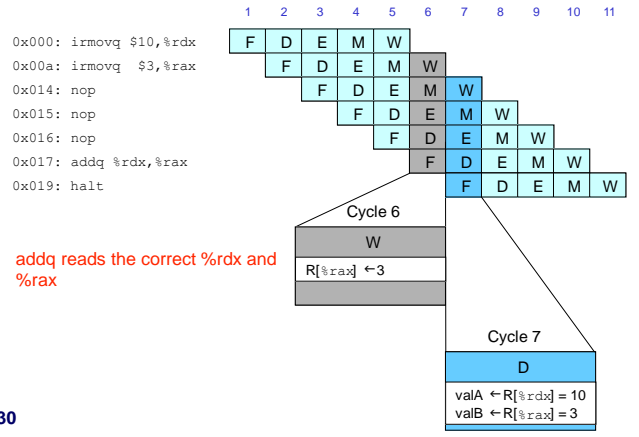 1 2 3 4 5 6 7 8 9 10 11
0x000: irmovq $10,%rdx F D E M W
0x00a: irmovq $3,%rax F D E M W
0x014: nop F D E M W
0x015: nop F D E M W
0x016: nop F D E M W
0x017: addq %rdx,%rax F D E M W
0x019: halt F D E M W
Cycle 6
W
R[%rax] ←3
addq reads the correct %rdx and
%rax
Cycle 7
D
valA ←R[%rdx] = 10
valB ←R[%rax] = 3
30